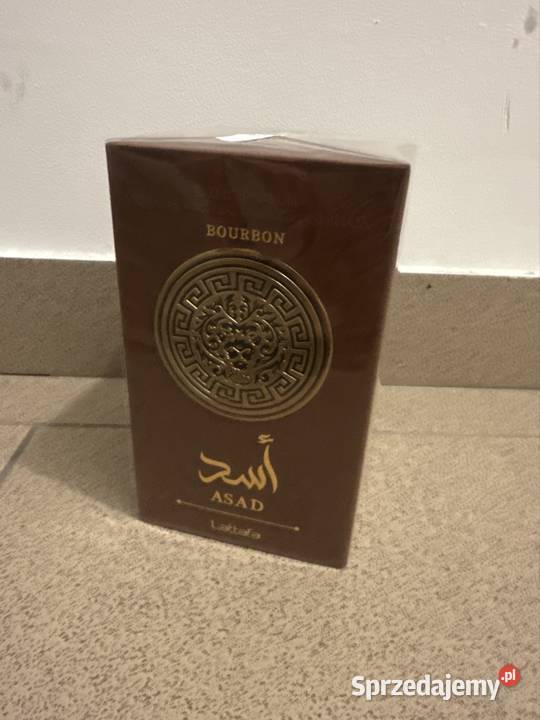 BOURBON
أسد
ASAD
Lattafa
Sprzedajemy.pl